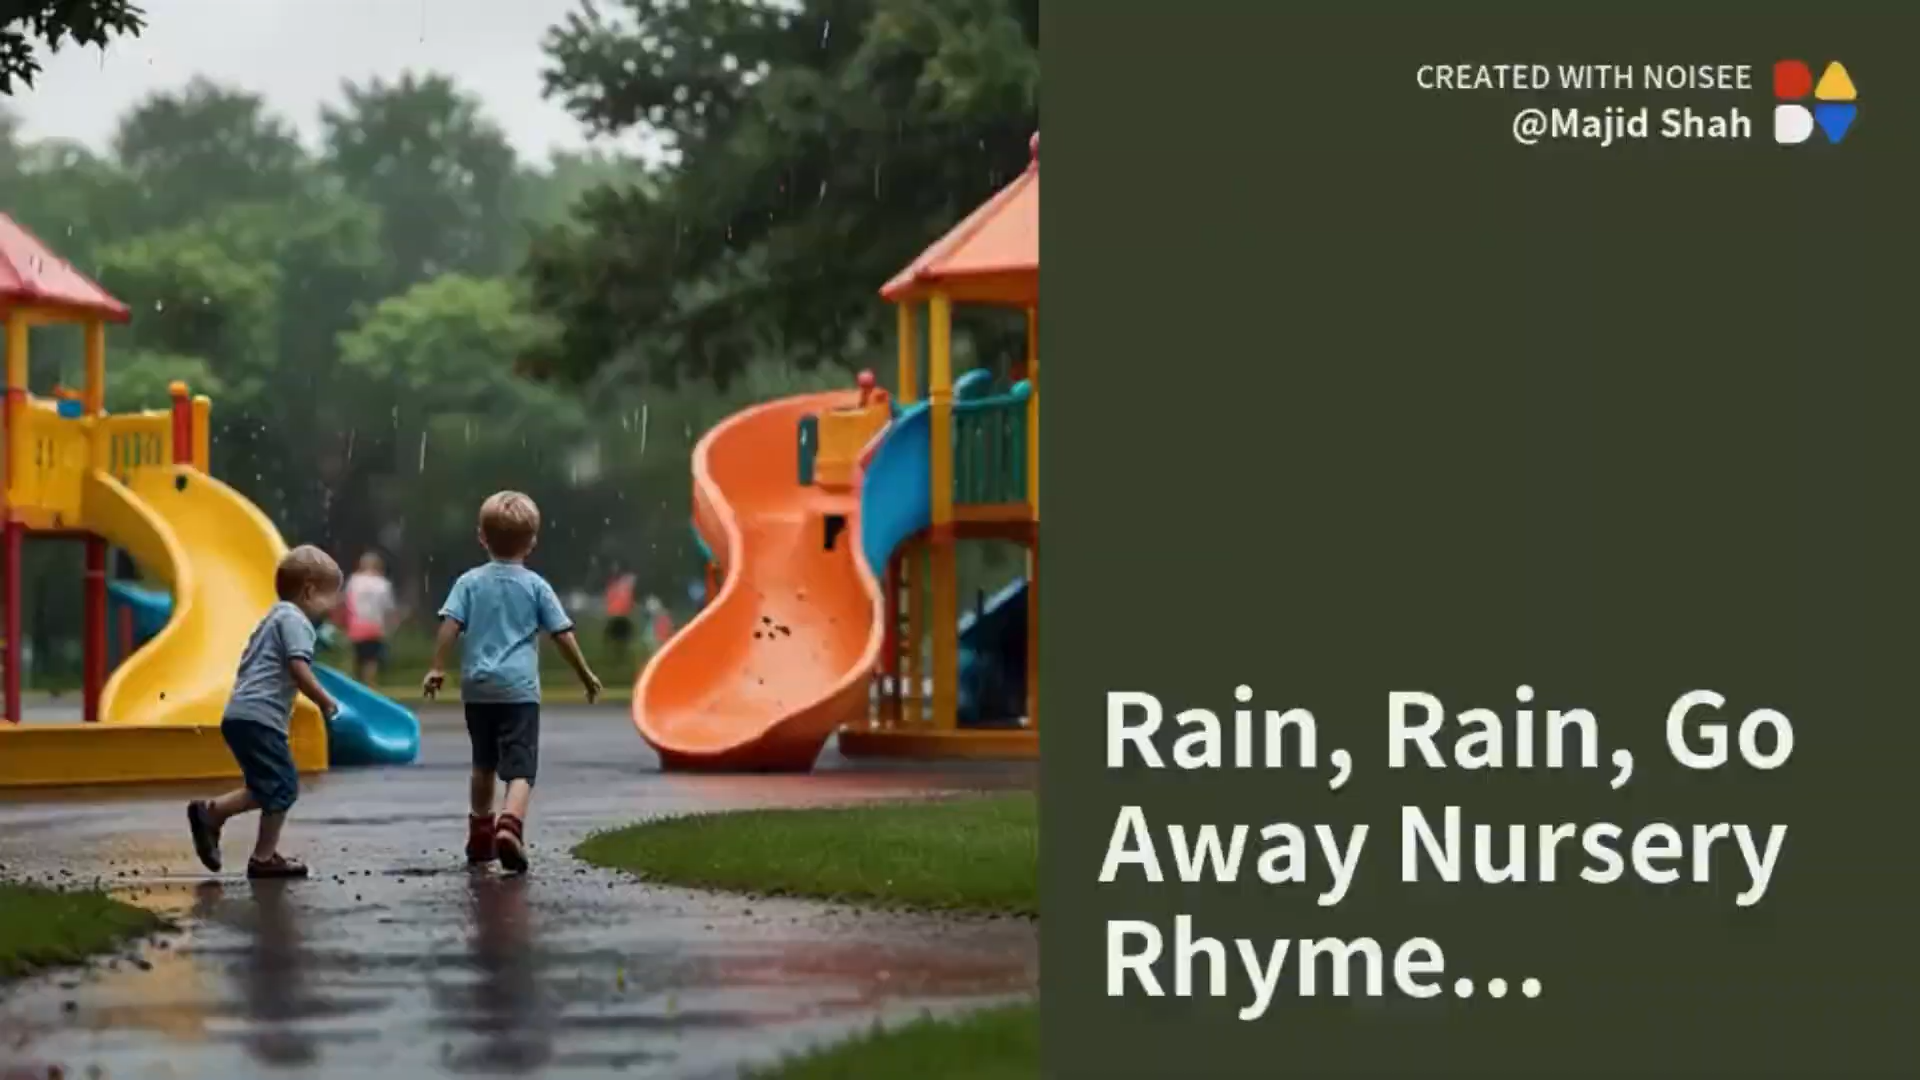 CREATED WITH NOISEE
@Majid Shah
Rain, Rain, Go
Away Nursery
Rhyme...